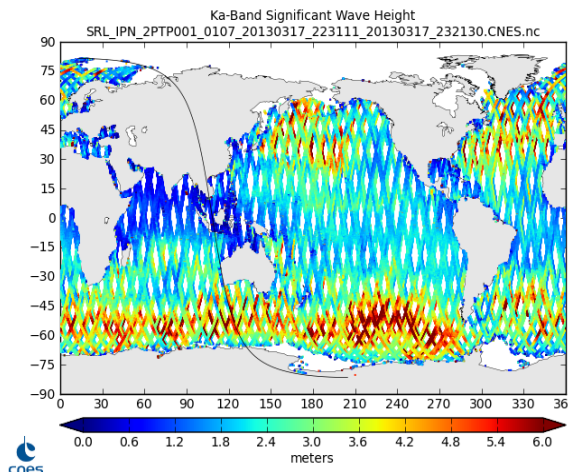 Ka-Band Significant Wave Height
SRL_IPN_2PTP001_0107_20130317_223111_20130317_232130.CNES.nc
90
75
60
45
30
15
0
−15
−30
−45
−60
−75
−90
0 30 60 90 120 150 180 210 240 270 300 330 360
0.0 0.6 1.2 1.8 2.4 3.0 3.6 4.2 4.8 5.4 6.0
meters
cnes